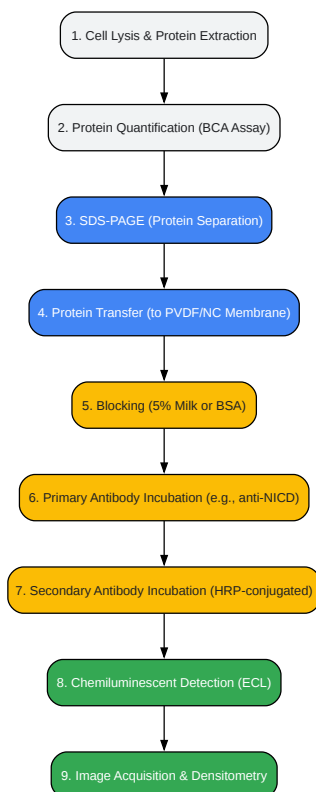 1. Cell Lysis & Protein Extraction
2. Protein Quantification (BCA Assay)
3. SDS-PAGE (Protein Separation)
4. Protein Transfer (to PVDF/NC Membrane)
5. Blocking (5% Milk or BSA)
6. Primary Antibody Incubation (e.g., anti-NICD)
7. Secondary Antibody Incubation (HRP-conjugated)
8. Chemiluminescent Detection (ECL)
9. Image Acquisition & Densitometry